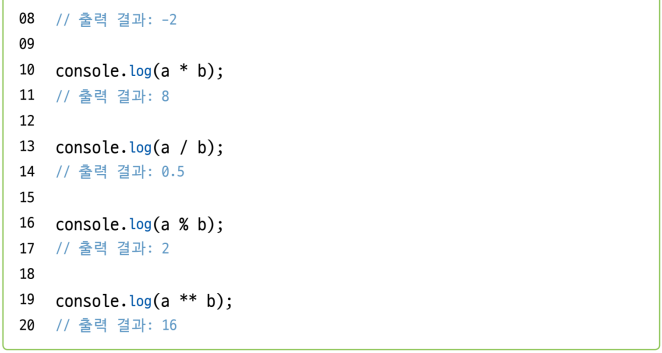 08 // 출력 결과: -2
09
10 console.log(a * b);
11 // 출력 결과: 8
12
13 console.log(a / b);
14 // 출력 결과: 0.5
15
16 console.log(a % b);
17 // 출력 결과: 2
18
19 console.log(a ** b);
20 // 출력 결과: 16